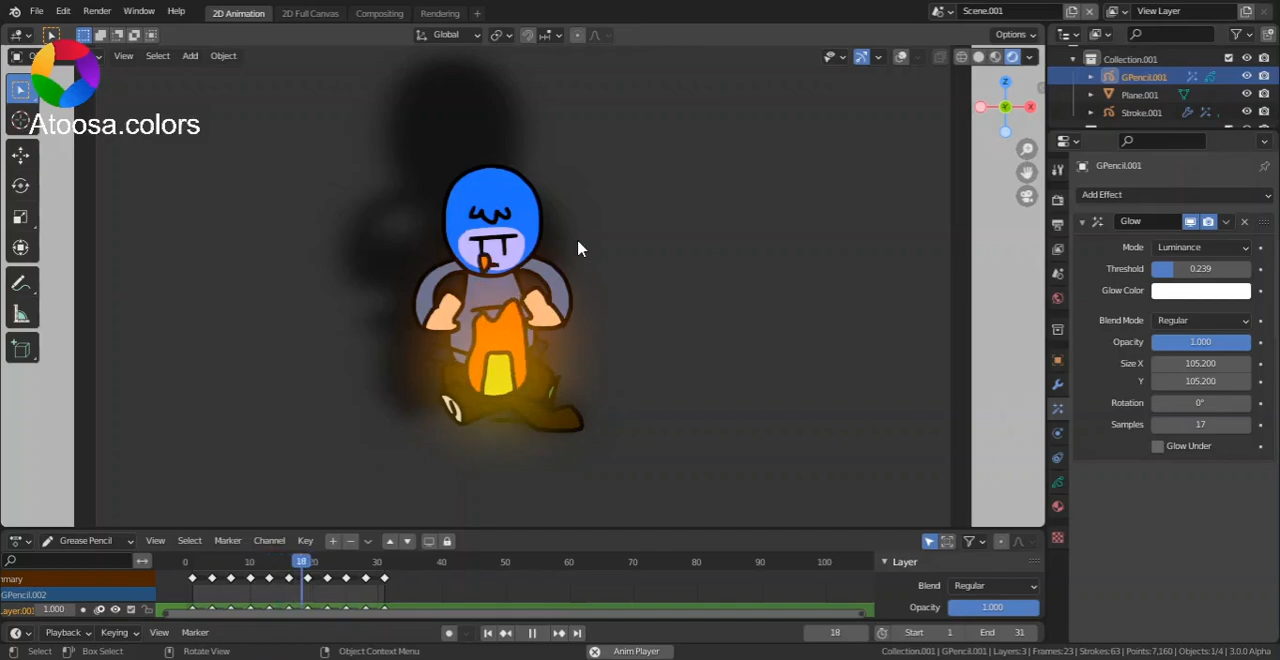 File Edit Render Window Help 2D Animation 2D Full Canvas Compositing Rendering + Scene.001 View Layer
Global Options
View Select Add Object
Atoosa.colors
Z
Y X
Collection.001
GPencil.001
Plane.001
Stroke.001
GPencil.001
Add Effect
Glow
Mode Luminance
Threshold 0.239
Glow Color
Blend Mode Regular
Opacity 1.000
Size X 105.200
Y 105.200
Rotation 0°
Samples 17
Glow Under
Grease Pencil View Select Marker Channel Key
0 10 18 20 30 40 50 60 70 80 90 100
mmary
GPencil.002
1.000
Layer
Blend Regular
Opacity 1.000
Playback Keying View Marker 18 Start 1 End 31
Select Box Select Rotate View Object Context Menu Anim Player Collection.001 | GPencil.001 | Layers:3 | Frames:23 | Strokes:63 | Points:7,160 | Objects:1/4 | 3.0.0 Alpha